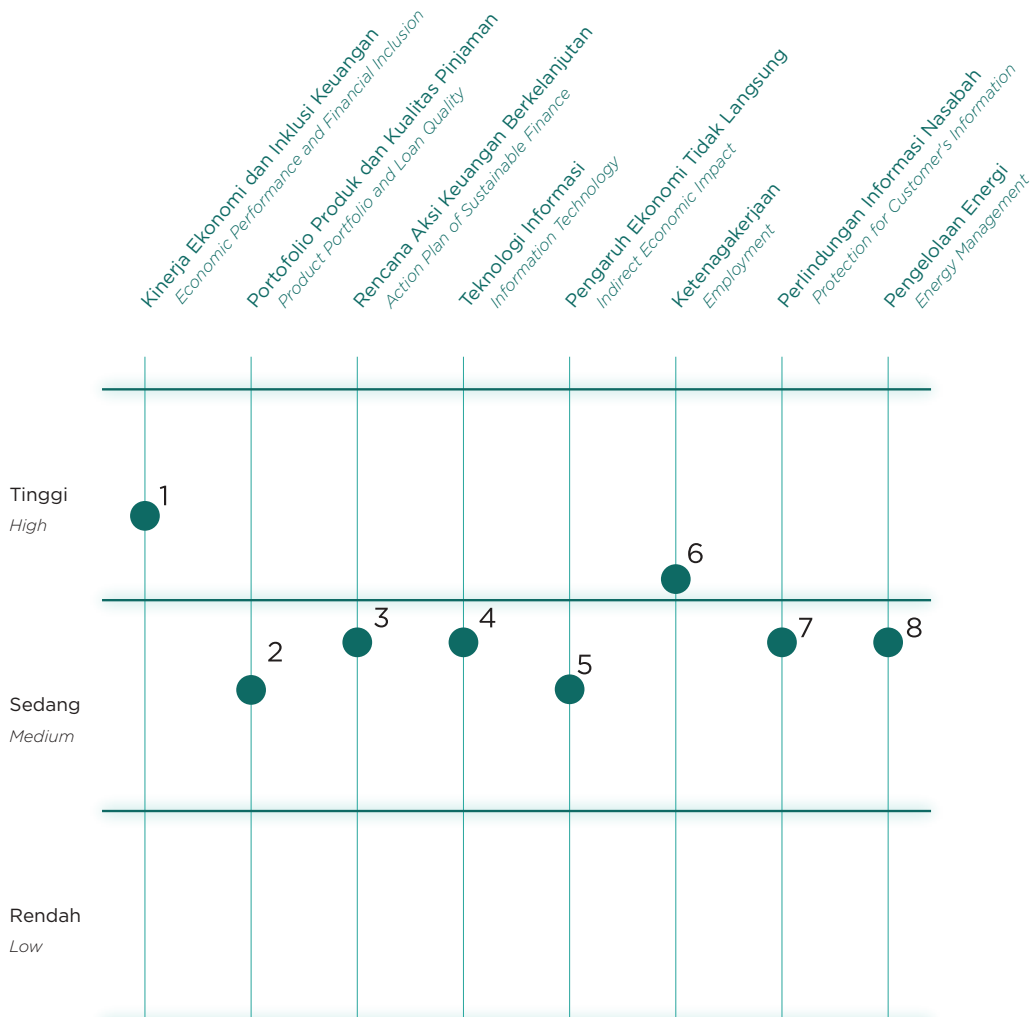 Kinerja Ekonomi dan Inklusi Keuangan
Economic Performance and Financial Inclusion
Portofolio Produk dan Kualitas Pinjaman
Product Portfolio and Loan Quality
Rencana Aksi Keuangan Berkelanjutan
Action Plan of Sustainable Finance
Teknologi Informasi
Information Technology
Pengaruh Ekonomi Tidak Langsung
Indirect Economic Impact
Ketenagakerjaan
Employment
Perlindungan Informasi Nasabah
Protection for Customer's Information
Pengelolaan Energi
Energy Management
Tinggi
High
1
6
3
4
7
8
2
5
Sedang
Medium
Rendah
Low